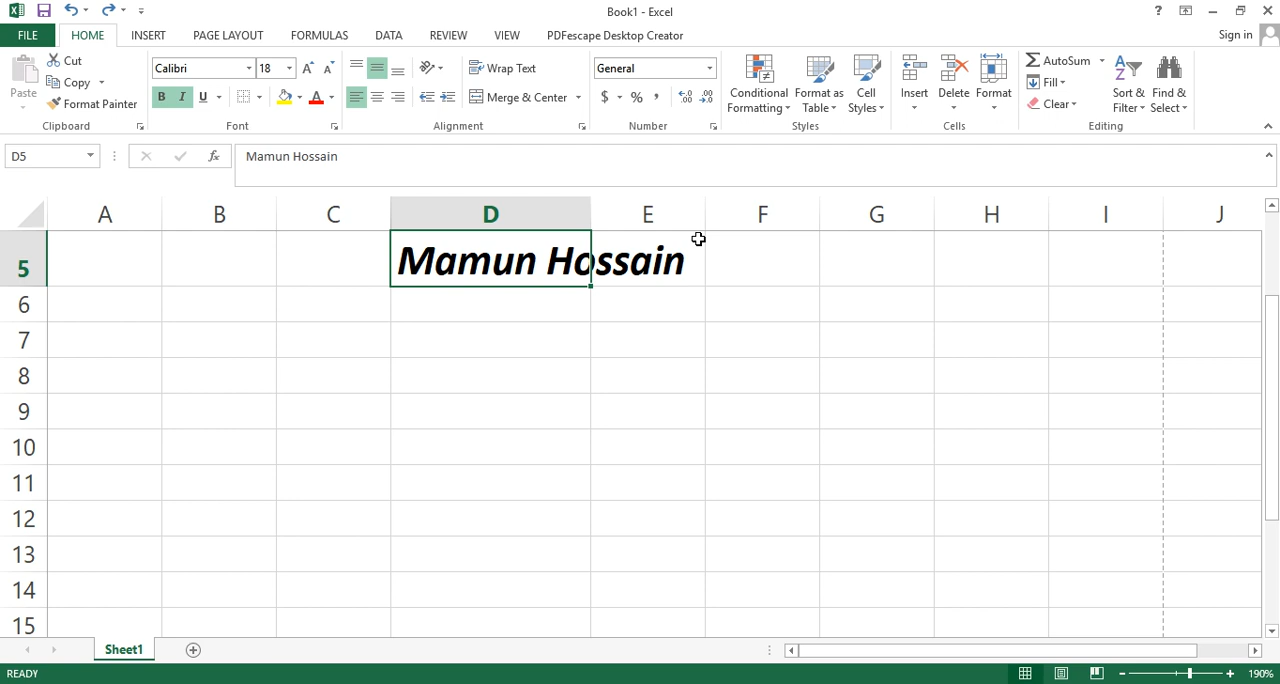 Book1 - Excel
?
FILE HOME INSERT PAGE LAYOUT FORMULAS DATA REVIEW VIEW PDFescape Desktop Creator Sign in
Paste
Cut
Copy
Format Painter
Clipboard
Calibri 18
B I U
Font
Wrap Text
Merge & Center
Alignment
General
$ % ,
Number
Conditional Formatting
Format as Table
Cell Styles
Styles
Insert Delete Format
Cells
AutoSum
Fill
Clear
Sort & Filter
Find & Select
Editing
D5 fx Mamun Hossain
A B C D E F G H I J
5 Mamun Hossain
6
7
8
9
10
11
12
13
14
15
Sheet1
READY 190%